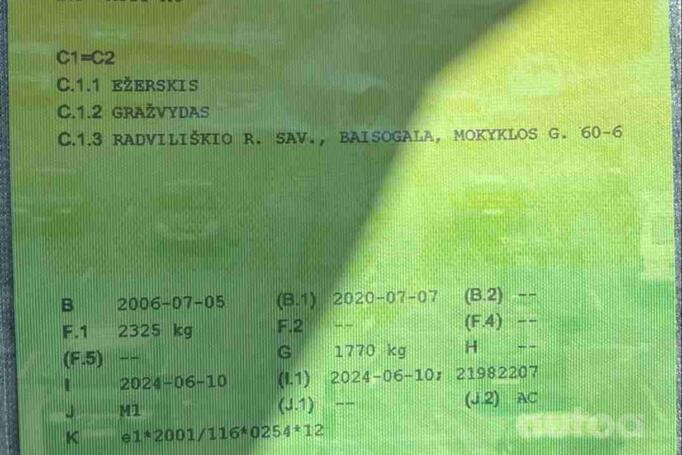 C1=C2
C.1.1 EŽERSKIS
C.1.2 GRAŽVYDAS
C.1.3 RADVILIŠKIO R. SAV., BAISOGALA, MOKYKLOS G. 60-6
B 2006-07-05 (B.1) 2020-07-07 (B.2) --
F.1 2325 kg F.2 -- (F.4) --
(F.5) -- G 1770 kg H --
I 2024-06-10 (I.1) 2024-06-10; 21982207
J M1 (J.1) -- (J.2) AC
K e1*2001/116*0254*12